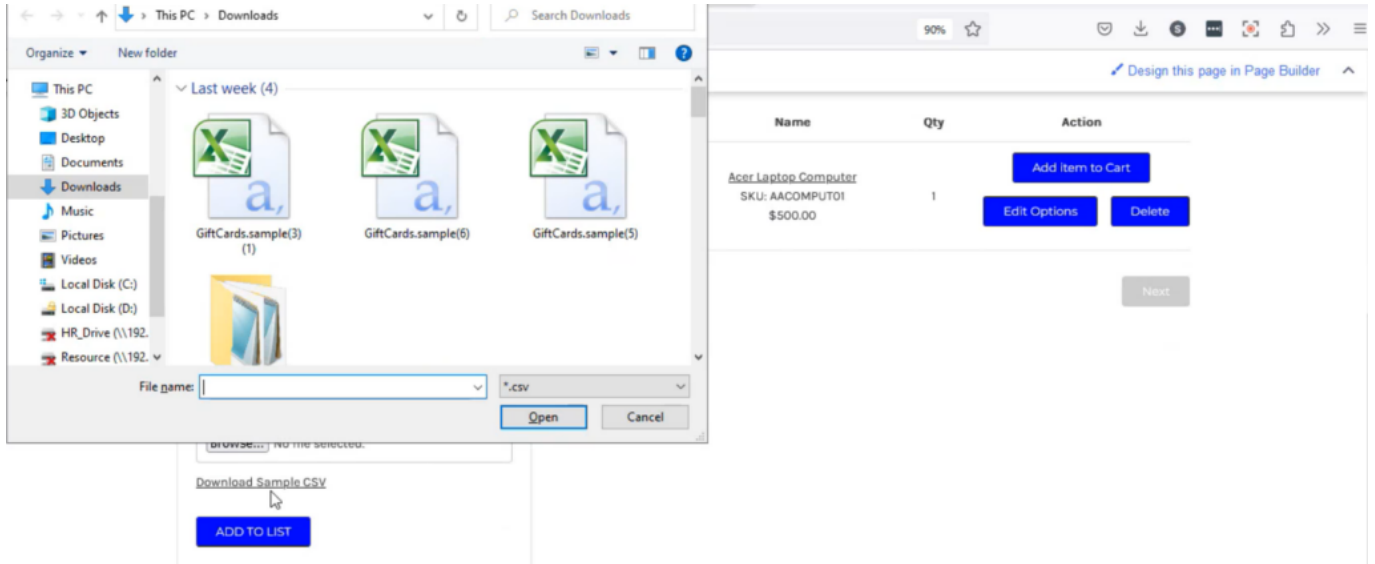 This PC > Downloads
Search Downloads
Organize
New folder
This PC
3D Objects
Desktop
Documents
Downloads
Music
Pictures
Videos
Local Disk (C:)
Local Disk (D:)
HR_Drive (\\192.
Resource (\\192.
Last week (4)
GiftCards.sample(3)
(1)
GiftCards.sample(6)
GiftCards.sample(5)
File name:
*.csv
Open
Cancel
90%
S
Design this page in Page Builder
Name
Qty
Action
Acer Laptop Computer
SKU: AACOMPUT01
$500.00
1
Add item to Cart
Edit Options
Delete
Next
Browse... No file selected.
Download Sample CSV
ADD TO LIST